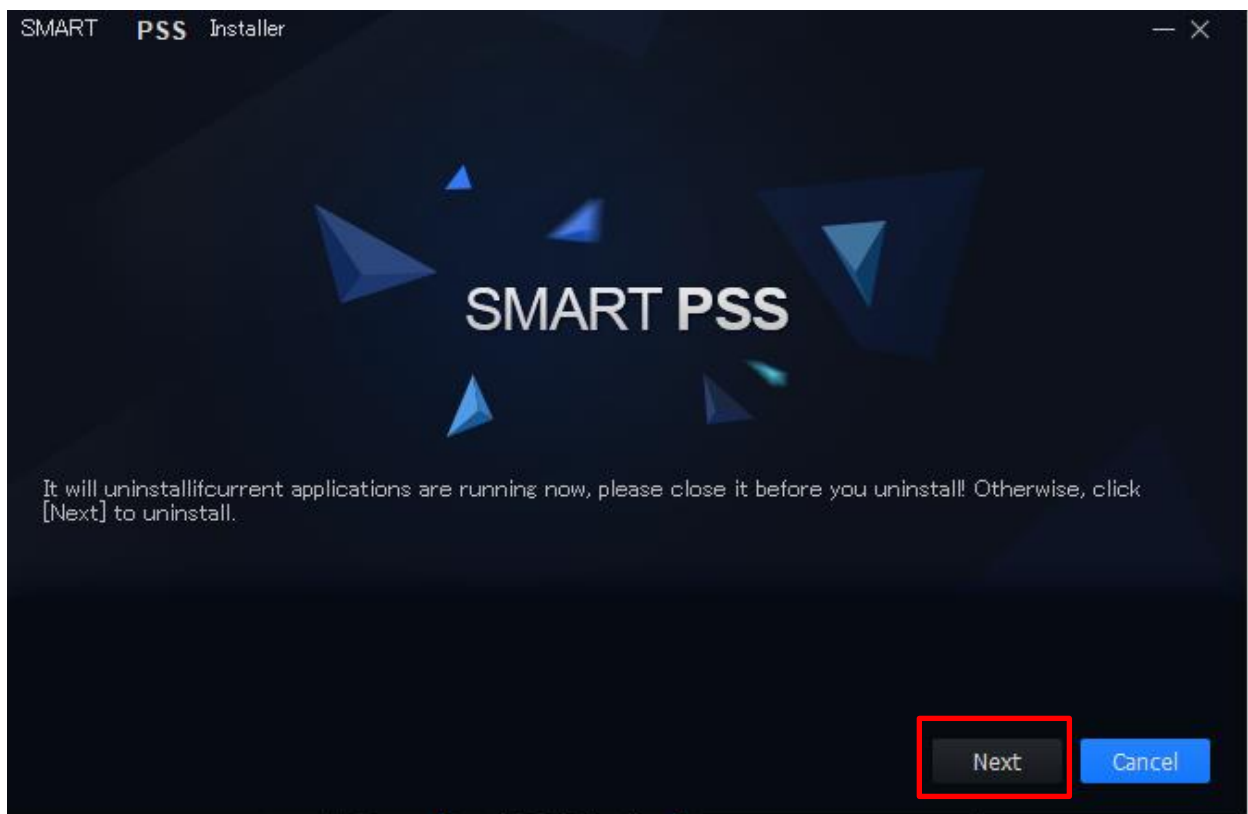 SMART PSS Installer
SMART PSS
It will uninstallifcurrent applications are running now, please close it before you uninstall! Otherwise, click
[Next] to uninstall.
Next Cancel